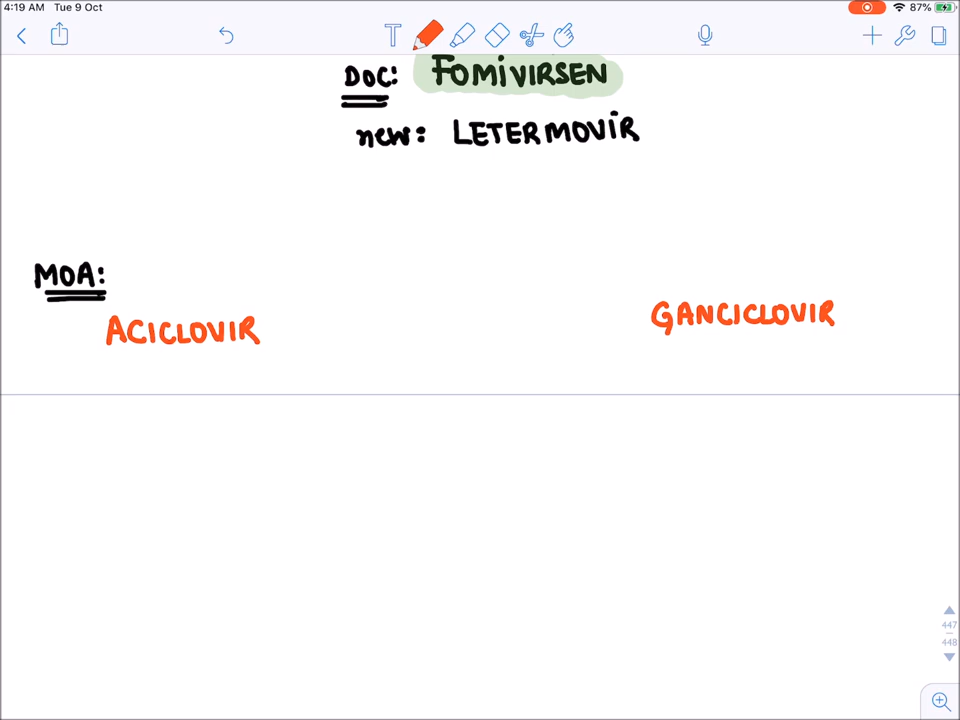 4:19 AM Tue 9 Oct 87%
T
DOC: FOMIVIRSEN
new: LETERMOVIR
MOA:
ACICLOVIR GANCICLOVIR
447
448